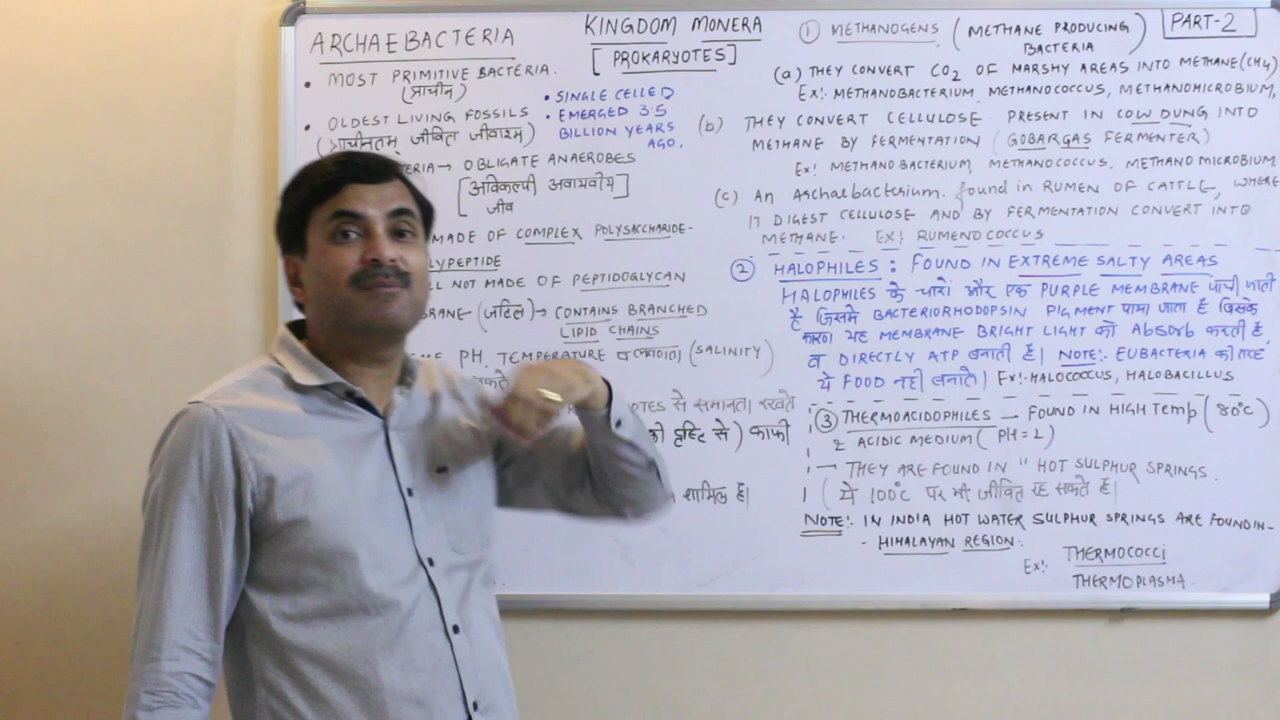 KINGDOM MONERA
[PROKARYOTES]
PART-2
ARCHAEBACTERIA
• MOST PRIMITIVE BACTERIA.
(प्राचीन)
• OLDEST LIVING FOSSILS
(प्राचीनतम् जीवित जीवाश्म)
• SINGLE CELLED
• EMERGED 3.5
BILLION YEARS
AGO.
ERIA → OBLIGATE ANAEROBES
[अविकल्पी अवायवीय]
जीव
MADE OF COMPLEX POLYSACCHARIDE-
LYPEPTIDE
LL NOT MADE OF PEPTIDOGLYCAN
MBRANE (जटिल) → CONTAINS BRANCHED
LIPID CHAINS
PH, TEMPERATURE व लवणता (SALINITY)
सकते
OTES से समानता रखते
की दृष्टि से) काफी
शामिल है।
① METHANOGENS (METHANE PRODUCING
BACTERIA)
(a) THEY CONVERT CO2 OF MARSHY AREAS INTO METHANE (CH4)
EX:- METHANOBACTERIUM, METHANOCOCCUS, METHANOMICROBIUM,
(b) THEY CONVERT CELLULOSE PRESENT IN COW DUNG INTO
METHANE BY FERMENTATION (GOBARGAS FERMENTER)
EX: METHANOBACTERIUM, METHANOCOCCUS. METHANOMICROBIUM
(c) An Archaebacterium. found in RUMEN OF CATTLE, WHERE
IT DIGEST CELLULOSE AND BY FERMENTATION CONVERT INTO
METHANE. EX: RUMENOCOCCUS
② HALOPHILES : FOUND IN EXTREME SALTY AREAS
HALOPHILES के चारों और एक PURPLE MEMBRANE पायी जाती
है जिसमे BACTERIORHODOPSIN PIGMENT पाया जाता है जिसके
कारण यह MEMBRANE BRIGHT LIGHT को Absorb करती है,
व DIRECTLY ATP बनाती है। NOTE:- EUBACTERIA की तरह
ये FOOD नही बनाते। EX:- HALOCOCCUS, HALOBACILLUS
③ THERMOACIDOPHILES — FOUND IN HIGH Temp (80°C)
& ACIDIC MEDIUM (PH=2)
→ THEY ARE FOUND IN " HOT SULPHUR SPRINGS.
(ये 100°C पर भी जीवित रह सकते है।
NOTE:- IN INDIA HOT WATER SULPHUR SPRINGS ARE FOUND IN-
- HIMALAYAN REGION:
EX:- THERMOCOCCI
THERMOPLASMA.